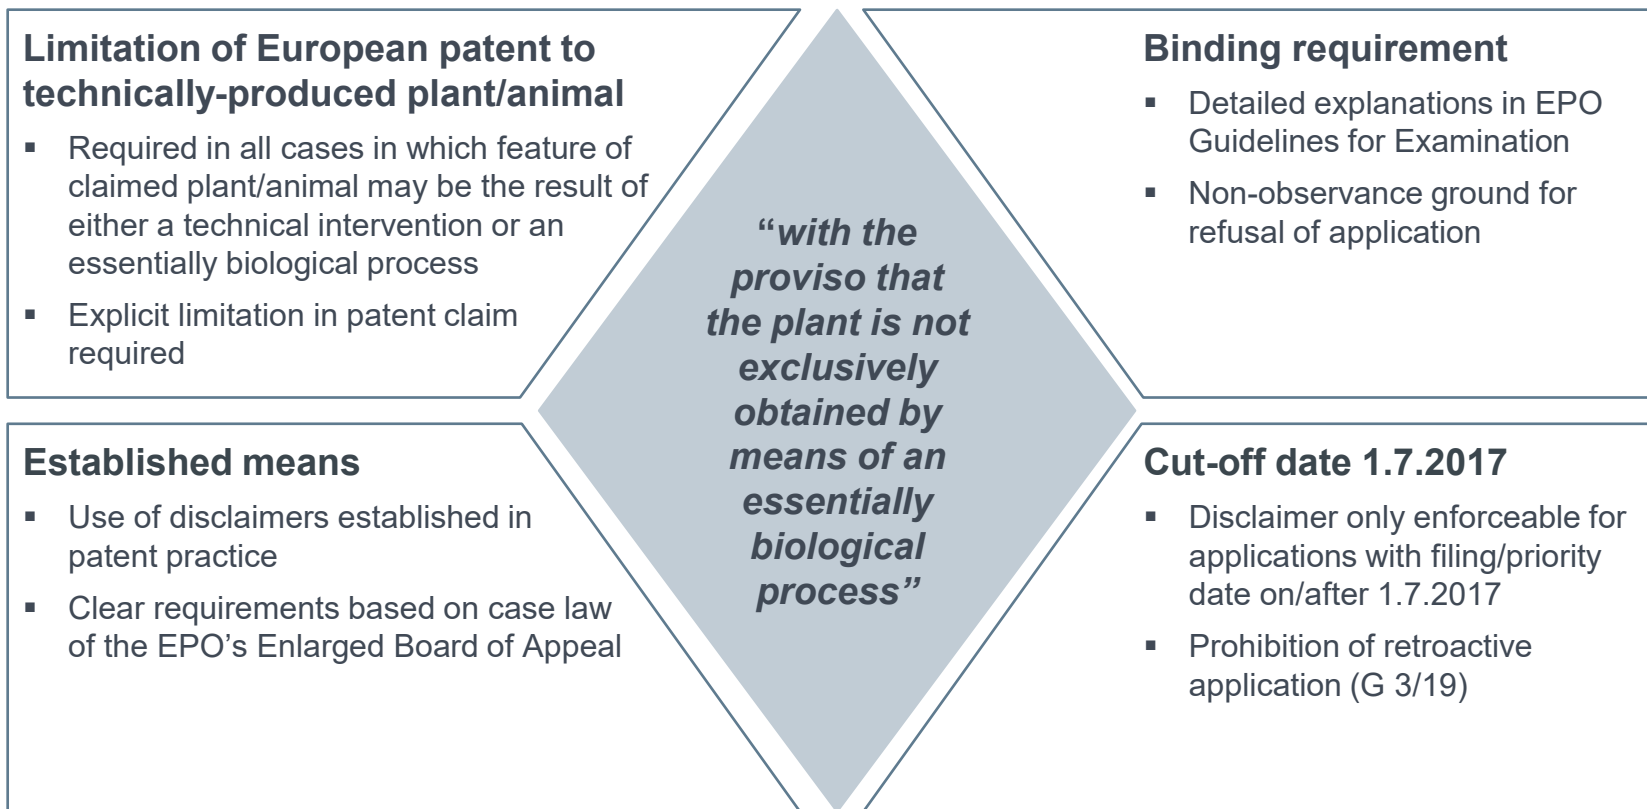 Limitation of European patent to
technically-produced plant/animal
▪ Required in all cases in which feature of
claimed plant/animal may be the result of
either a technical intervention or an
essentially biological process
▪ Explicit limitation in patent claim
required
Binding requirement
▪ Detailed explanations in EPO
Guidelines for Examination
▪ Non-observance ground for
refusal of application
“with the
proviso that
the plant is not
exclusively
obtained by
means of an
essentially
biological
process”
Established means
▪ Use of disclaimers established in
patent practice
▪ Clear requirements based on case law
of the EPO’s Enlarged Board of Appeal
Cut-off date 1.7.2017
▪ Disclaimer only enforceable for
applications with filing/priority
date on/after 1.7.2017
▪ Prohibition of retroactive
application (G 3/19)